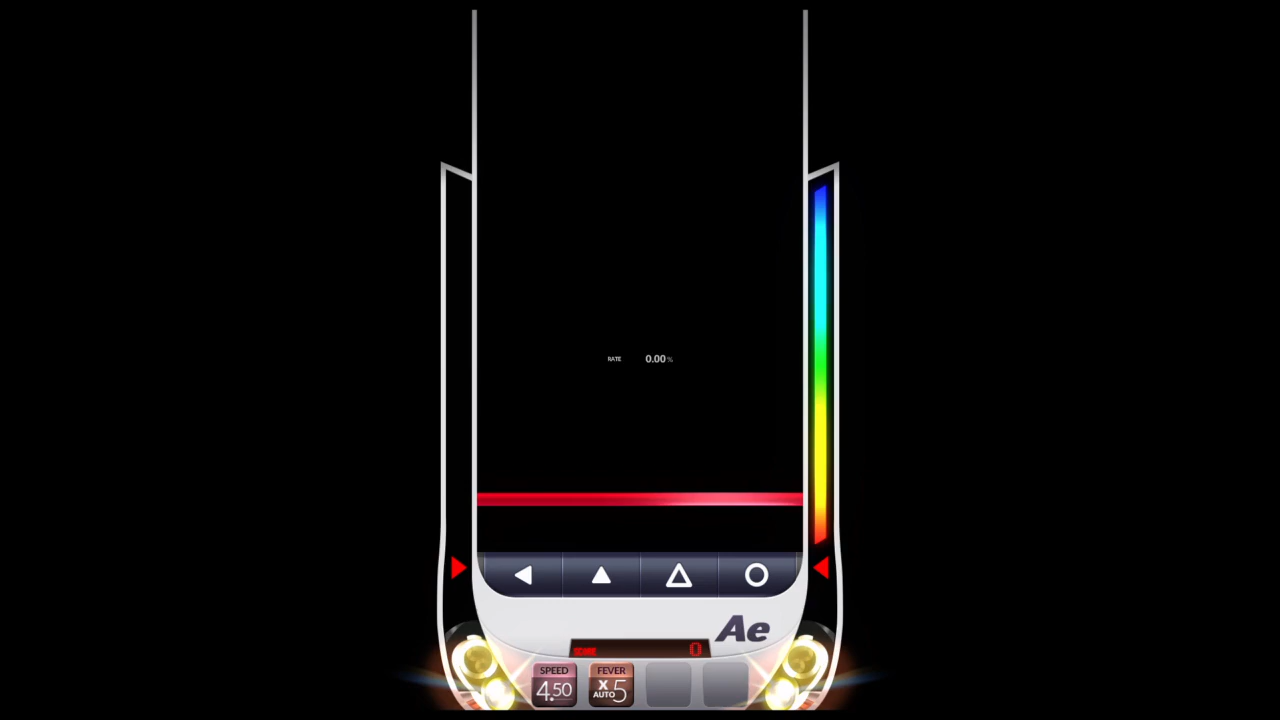 RATE 0.00 %
Ae
SCORE 0
SPEED FEVER
4.50 X AUTO 5